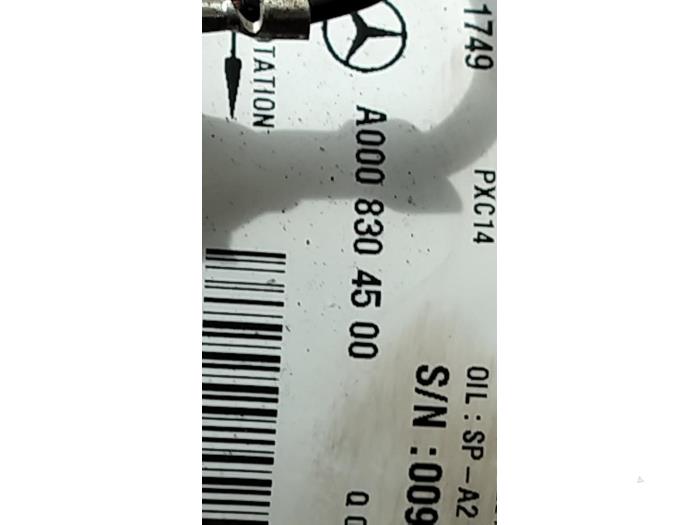 1749
PXC14
OIL : SP-A2
S/N :009
A000 830 45 00
Q
TATION